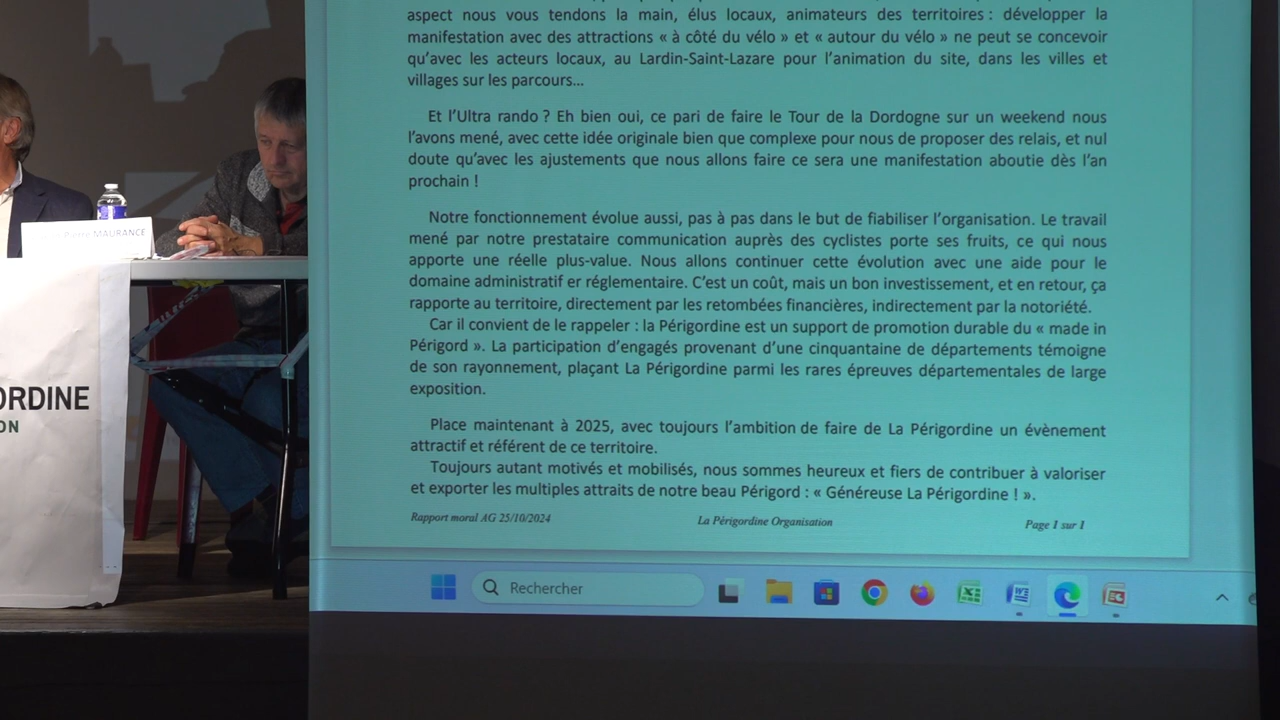 aspect nous vous tendons la main, élus locaux, animateurs des territoires : développer la
manifestation avec des attractions « à côté du vélo » et « autour du vélo » ne peut se concevoir
qu’avec les acteurs locaux, au Lardin-Saint-Lazare pour l’animation du site, dans les villes et
villages sur les parcours…
Et l’Ultra rando ? Eh bien oui, ce pari de faire le Tour de la Dordogne sur un weekend nous
l’avons mené, avec cette idée originale bien que complexe pour nous de proposer des relais, et nul
doute qu’avec les ajustements que nous allons faire ce sera une manifestation aboutie dès l’an
prochain !
Notre fonctionnement évolue aussi, pas à pas dans le but de fiabiliser l’organisation. Le travail
mené par notre prestataire communication auprès des cyclistes porte ses fruits, ce qui nous
apporte une réelle plus-value. Nous allons continuer cette évolution avec une aide pour le
domaine administratif er réglementaire. C’est un coût, mais un bon investissement, et en retour, ça
rapporte au territoire, directement par les retombées financières, indirectement par la notoriété.
Car il convient de le rappeler : la Périgordine est un support de promotion durable du « made in
Périgord ». La participation d’engagés provenant d’une cinquantaine de départements témoigne
de son rayonnement, plaçant La Périgordine parmi les rares épreuves départementales de large
exposition.
Place maintenant à 2025, avec toujours l’ambition de faire de La Périgordine un évènement
attractif et référent de ce territoire.
Toujours autant motivés et mobilisés, nous sommes heureux et fiers de contribuer à valoriser
et exporter les multiples attraits de notre beau Périgord : « Généreuse La Périgordine ! ».
Rapport moral AG 25/10/2024 La Périgordine Organisation Page 1 sur 1
Rechercher
MAURANCE
ORDINE
ON